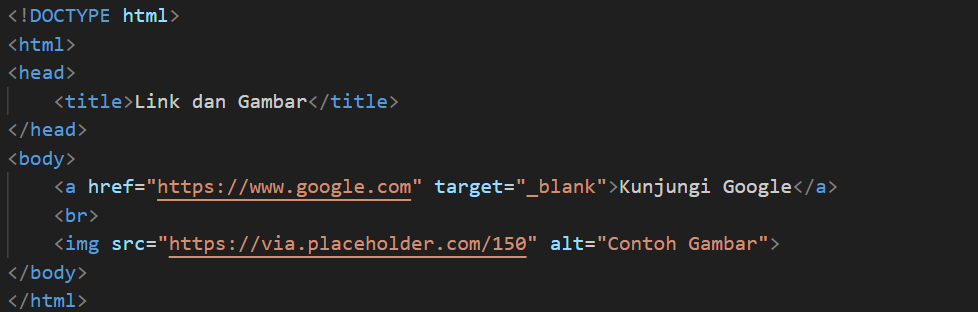 <!DOCTYPE html>
<html>
<head>
    <title>Link dan Gambar</title>
</head>
<body>
    <a href="https://www.google.com" target="_blank">Kunjungi Google</a>
    <br>
    <img src="https://via.placeholder.com/150" alt="Contoh Gambar">
</body>
</html>